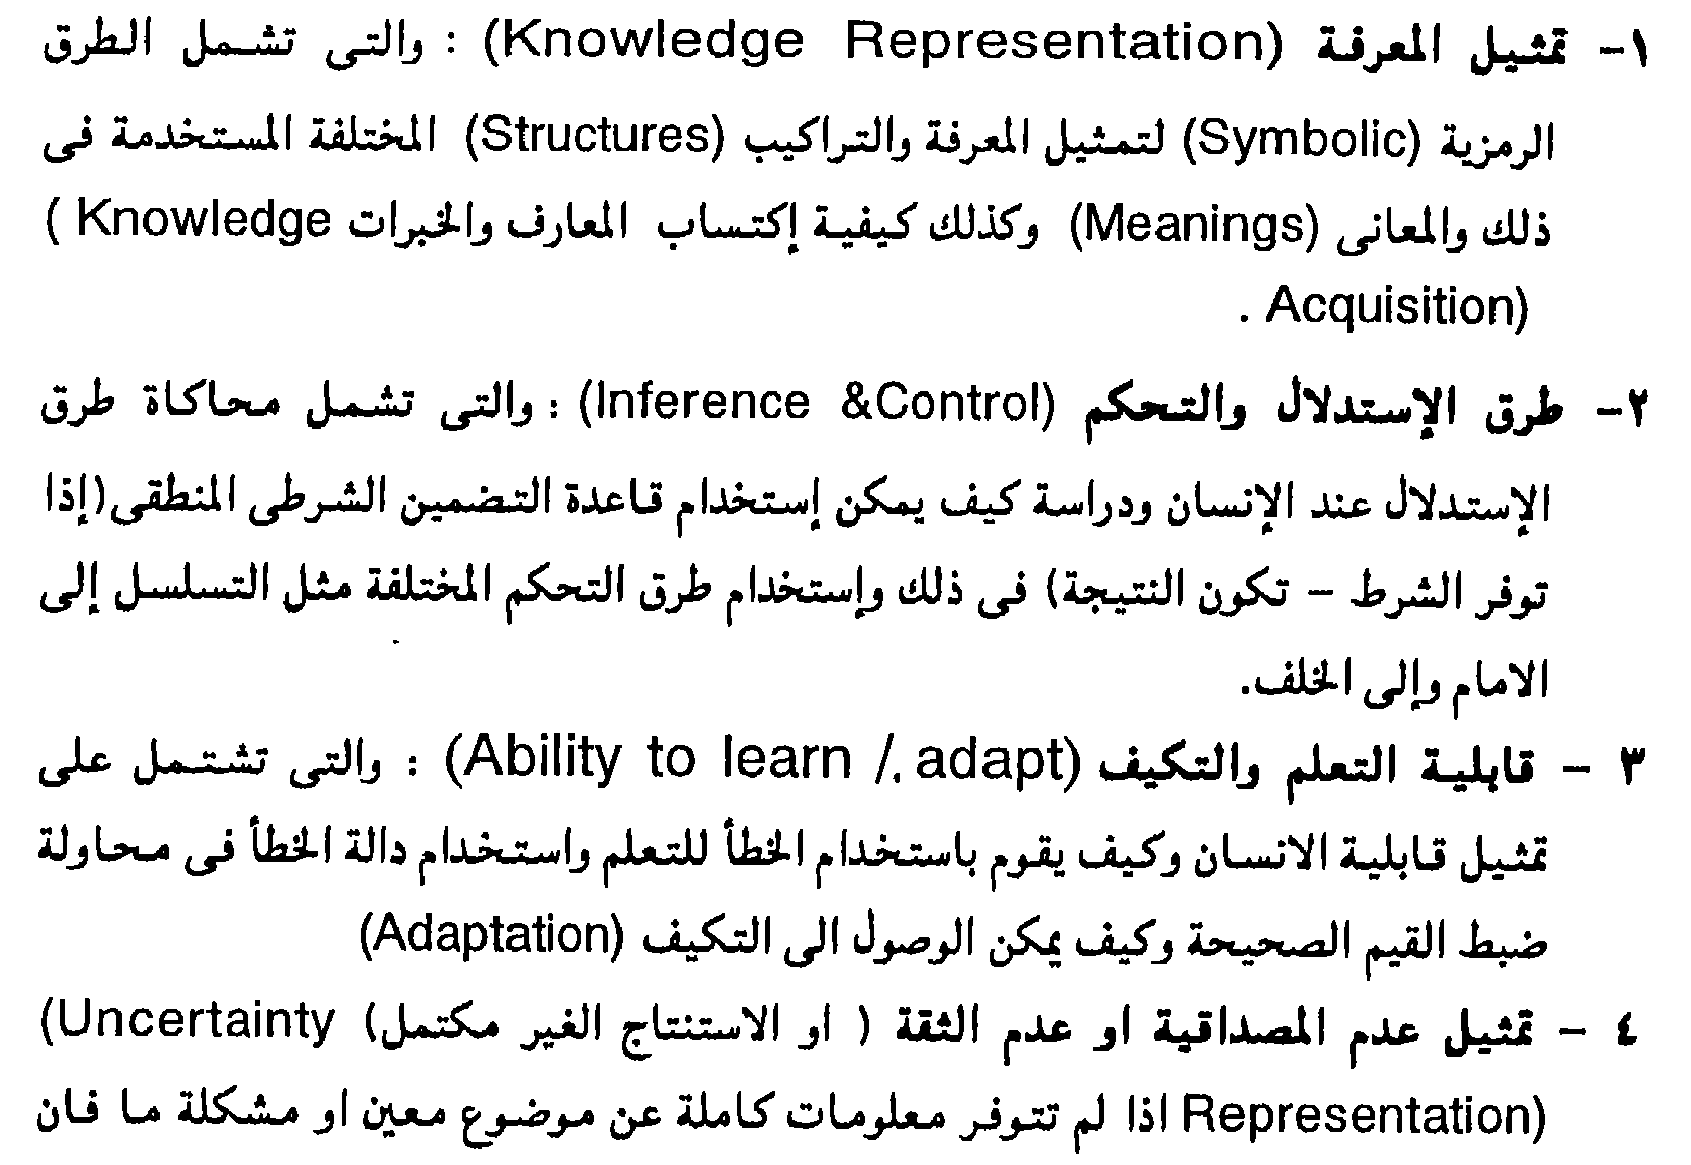 ١- تمثيل المعرفة (Knowledge Representation) : والتى تشمل الطرق
الرمزية (Symbolic) لتمثيل المعرفة والتراكيب (Structures) المختلفة المستخدمة فى
ذلك والمعانى (Meanings) وكذلك كيفية إكتساب المعارف والخبرات Knowledge )
Acquisition) .
٢- طرق الإستدلال والتحكم (Inference &Control) : والتى تشمل محاكاة طرق
الإستدلال عند الإنسان ودراسة كيف يمكن إستخدام قاعدة التضمين الشرطى المنطقى(إذا
توفر الشرط - تكون النتيجة) فى ذلك وإستخدام طرق التحكم المختلفة مثل التسلسل إلى
الامام وإلى الخلف.
٣ - قابلية التعلم والتكيف (Ability to learn /. adapt) : والتى تشتمل على
تمثيل قابلية الانسان وكيف يقوم باستخدام الخطأ للتعلم واستخدام دالة الخطأ فى محاولة
ضبط القيم الصحيحة وكيف يمكن الوصول الى التكيف (Adaptation)
٤ - تمثيل عدم المصداقية او عدم الثقة ( او الاستنتاج الغير مكتمل) (Uncertainty
Representation) اذا لم تتوفر معلومات كاملة عن موضوع معين او مشكلة ما فان